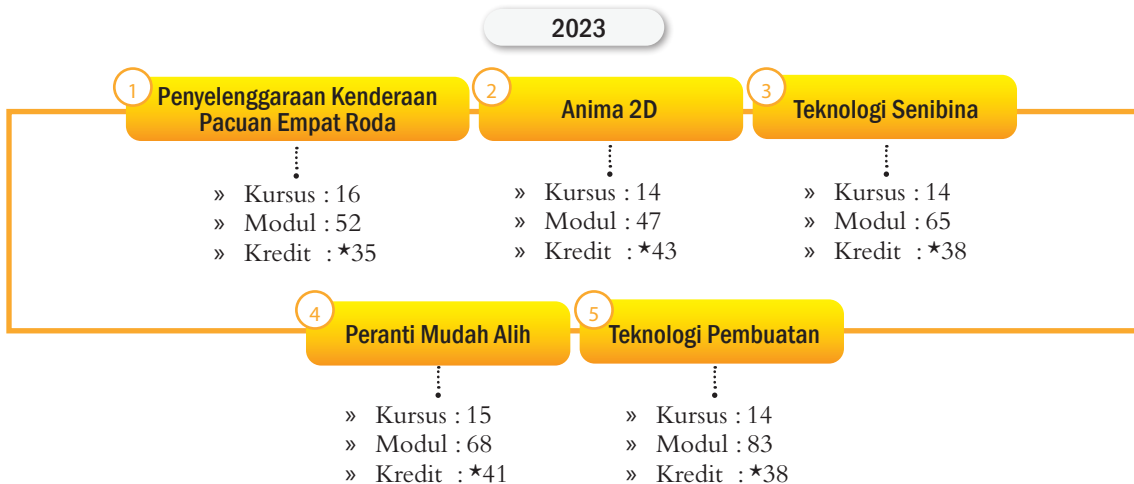 2023
1
Penyelenggaraan Kenderaan
Pacuan Empat Roda
» Kursus : 16
» Modul : 52
» Kredit : ★35
2
Anima 2D
» Kursus : 14
» Modul : 47
» Kredit : ★43
3
Teknologi Senibina
» Kursus : 14
» Modul : 65
» Kredit : ★38
4
Peranti Mudah Alih
» Kursus : 15
» Modul : 68
» Kredit : ★41
5
Teknologi Pembuatan
» Kursus : 14
» Modul : 83
» Kredit : ★38